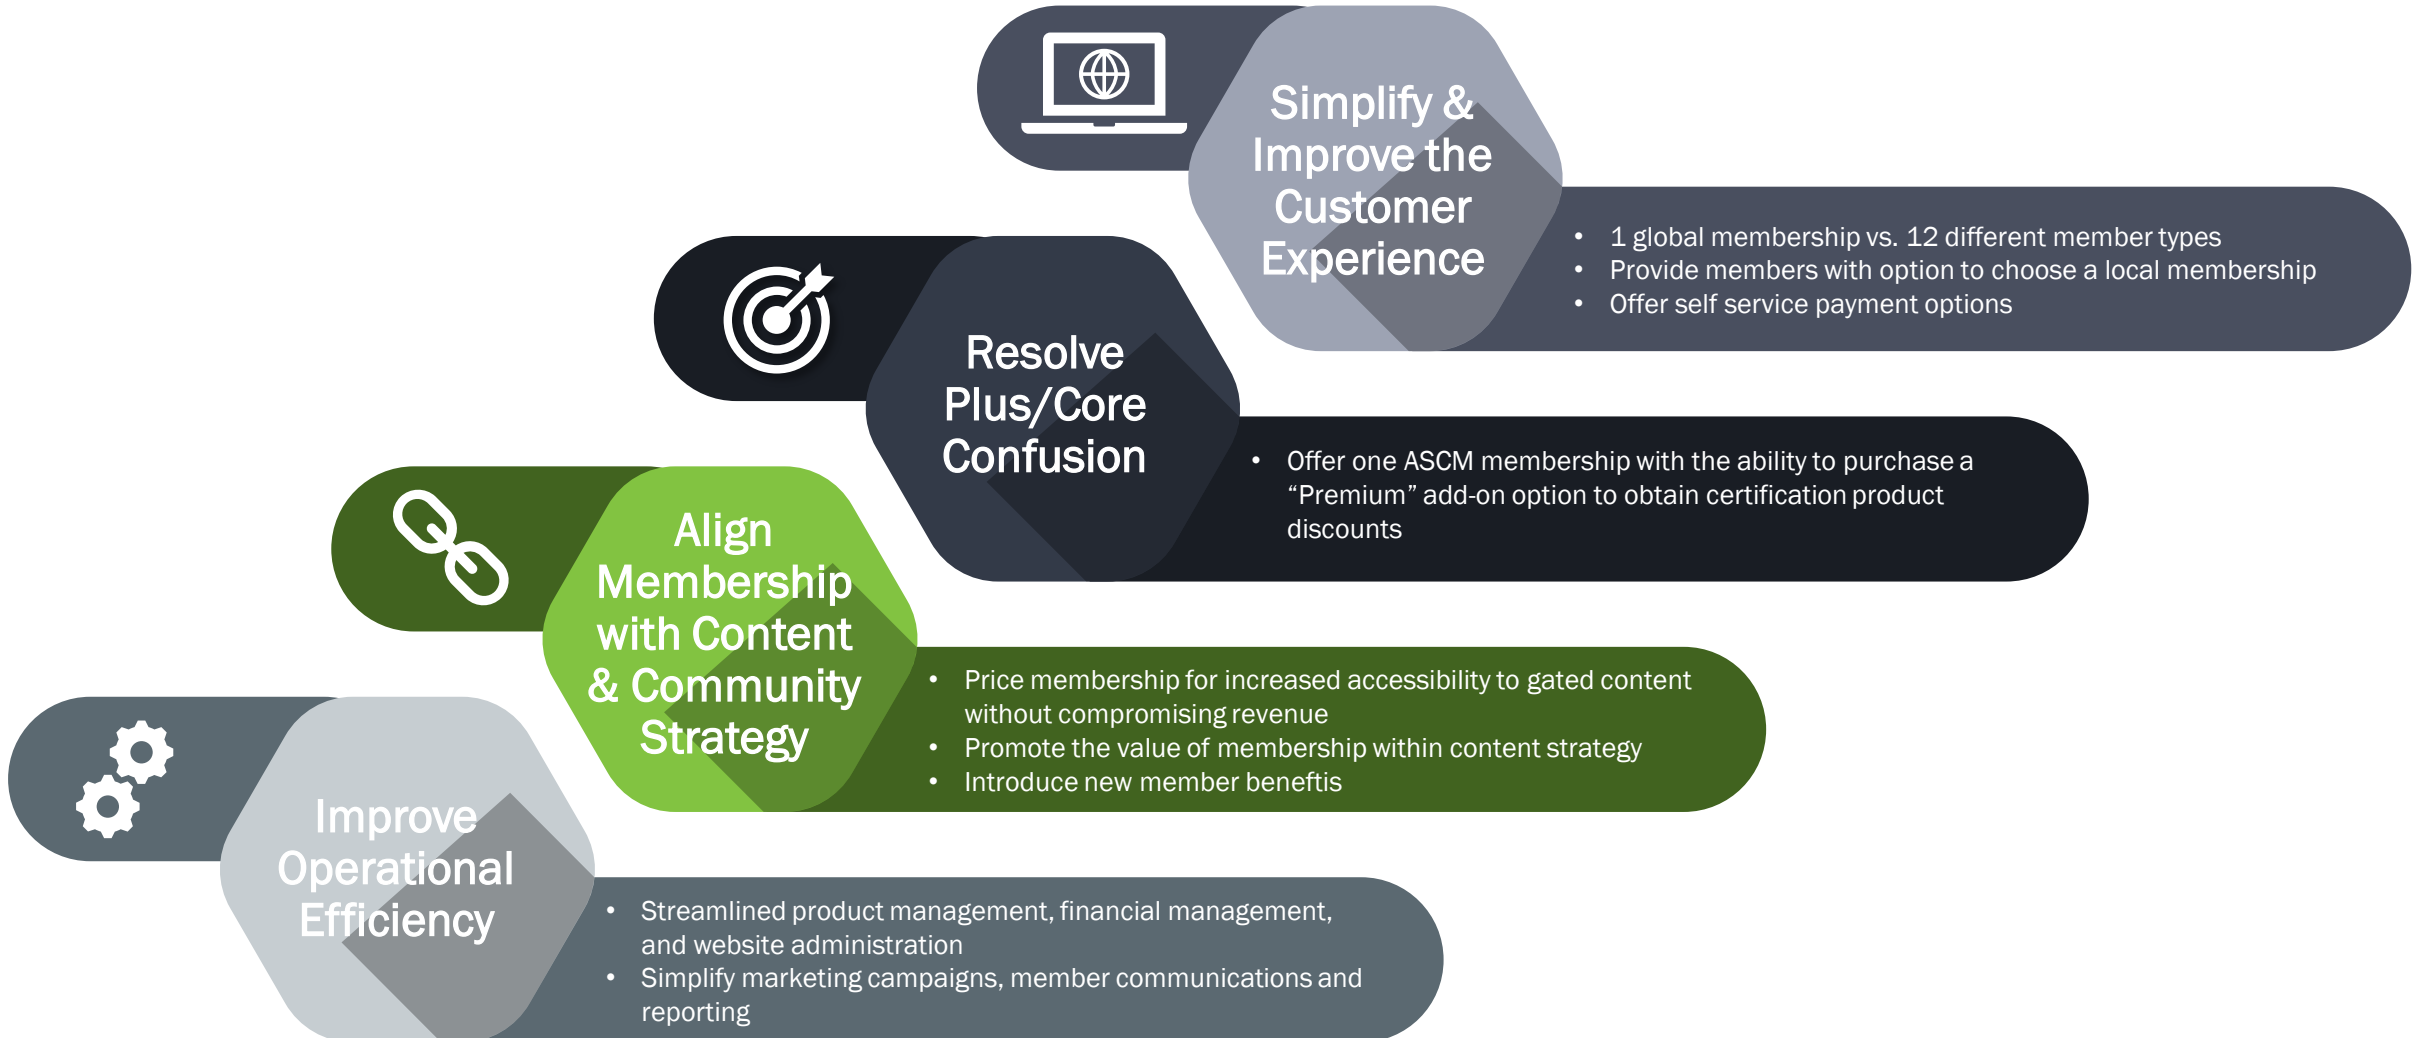 Simplify &
Improve the
Customer
Experience
• 1 global membership vs. 12 different member types
• Provide members with option to choose a local membership
• Offer self service payment options
Resolve
Plus/Core
Confusion
• Offer one ASCM membership with the ability to purchase a
“Premium” add-on option to obtain certification product
discounts
Align
Membership
with Content
& Community
Strategy
• Price membership for increased accessibility to gated content
without compromising revenue
• Promote the value of membership within content strategy
• Introduce new member beneftis
Improve
Operational
Efficiency
• Streamlined product management, financial management,
and website administration
• Simplify marketing campaigns, member communications and
reporting